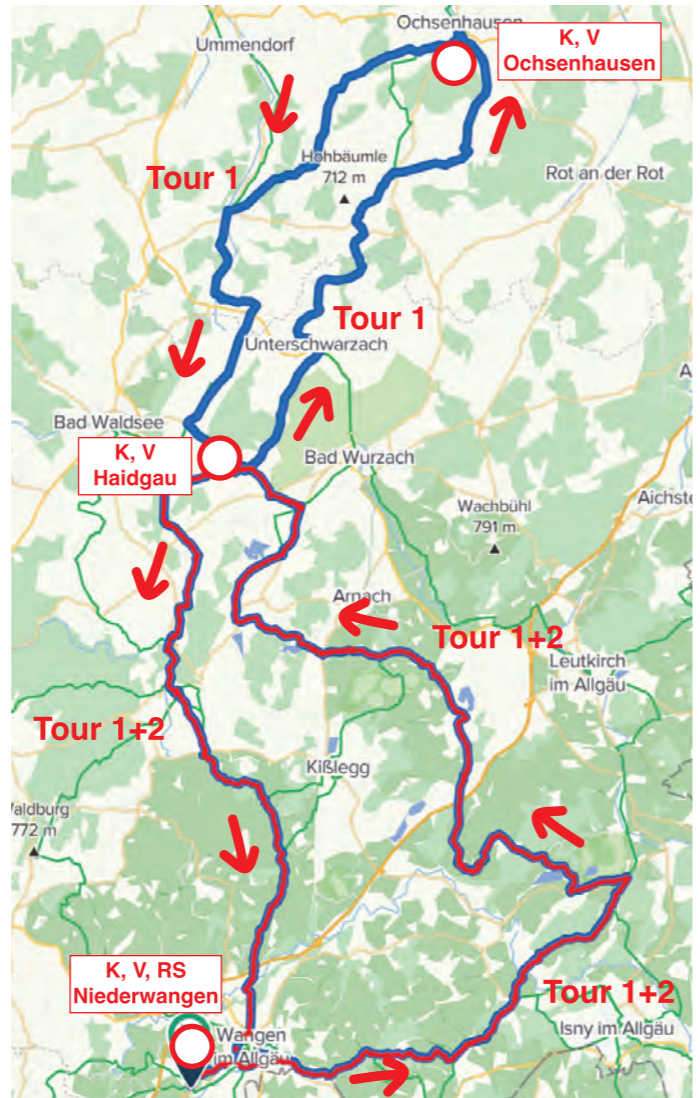 Ochsenhausen
Ummendorf
K, V
Ochsenhausen
Hohbäumle
712 m
Rot an der Rot
Tour 1
Tour 1
Unterschwarzach
Bad Waldsee
K, V
Haidgau
Bad Wurzach
Wachbühl
791 m
Aichste
Arnach
Tour 1+2
Leutkirch
im Allgäu
Tour 1+2
Kißlegg
Waldburg
772 m
K, V, RS
Niederwangen
Tour 1+2
Wangen
im Allgäu
Isny im Allgäu
A